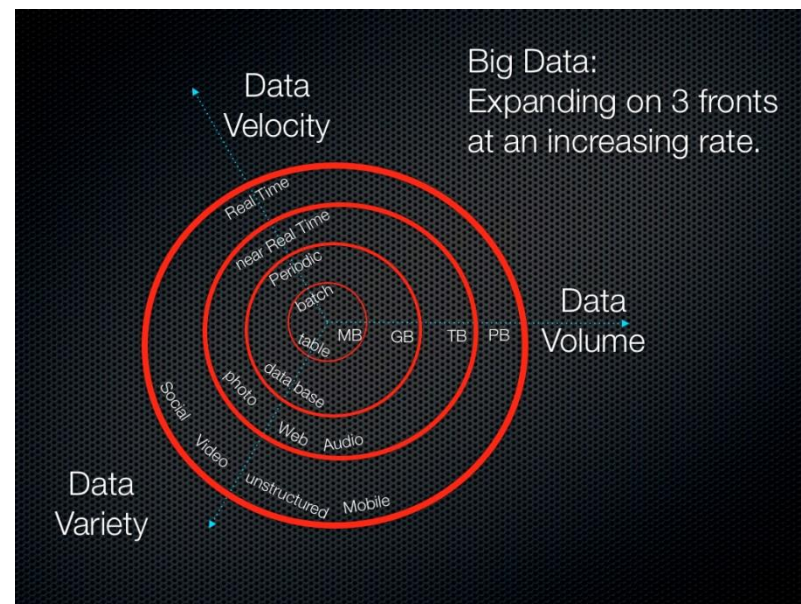 Big Data:
Expanding on 3 fronts
at an increasing rate.
Data
Velocity
Real Time
near Real Time
Periodic
batch
table
MB
GB
TB
PB
Data
Volume
data base
photo
Web
Audio
Social
Video
unstructured
Mobile
Data
Variety